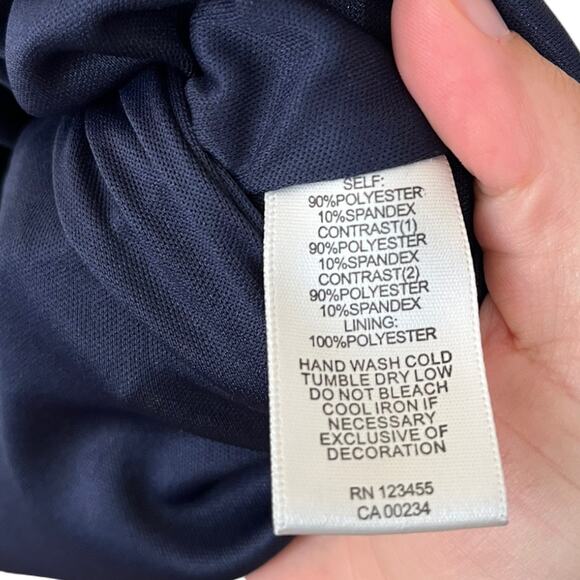 SELF:
90%POLYESTER
10%SPANDEX
CONTRAST(1)
90%POLYESTER
10%SPANDEX
CONTRAST(2)
90%POLYESTER
10%SPANDEX
LINING:
100%POLYESTER
HAND WASH COLD
TUMBLE DRY LOW
DO NOT BLEACH
COOL IRON IF
NECESSARY
EXCLUSIVE OF
DECORATION
RN 123455
CA 00234